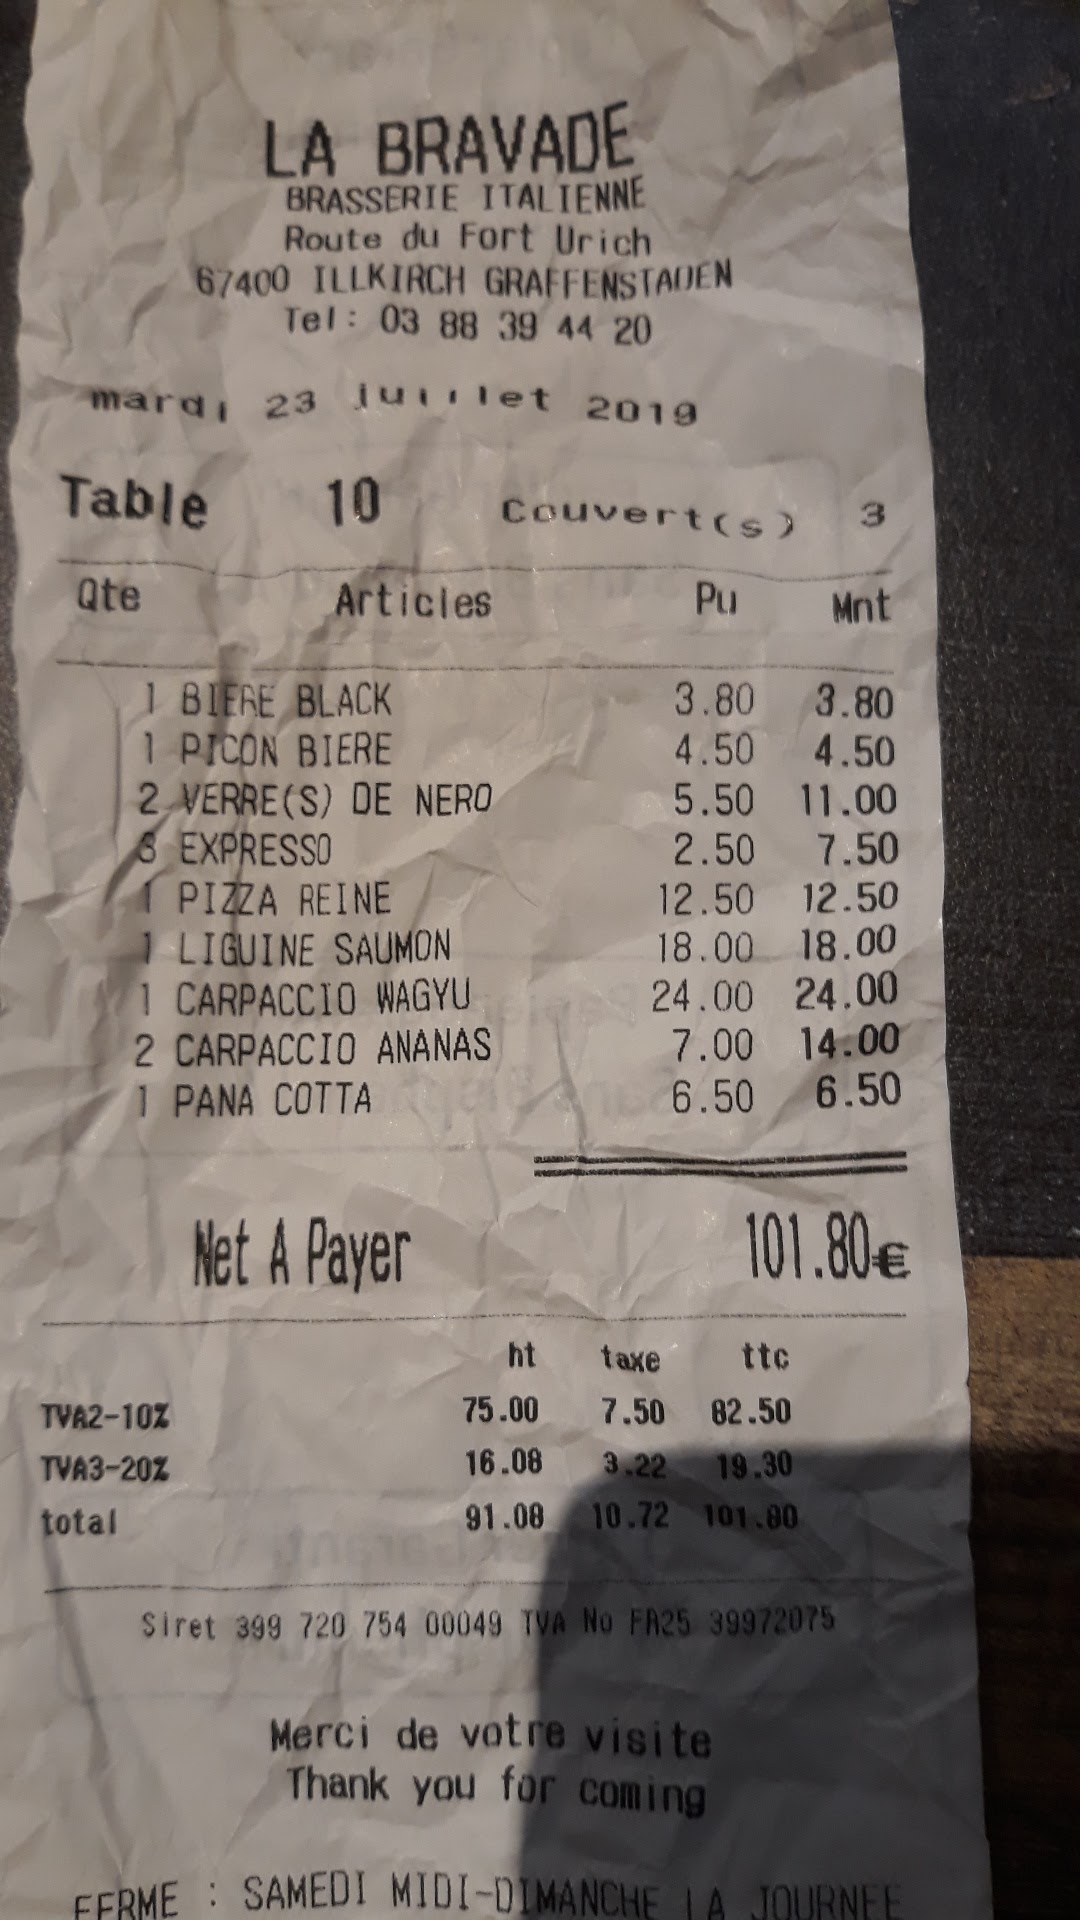 LA BRAVADE
BRASSERIE ITALIENNE
Route du Fort Urich
67400 ILLKIRCH GRAFFENSTADEN
Tel: 03 88 39 44 20
mardi 23 juillet 2019
Table 10 Couvert(s) 3
Qte Articles Pu Mnt
1 BIERE BLACK 3.80 3.80
1 PICON BIERE 4.50 4.50
2 VERRE(S) DE NERO 5.50 11.00
3 EXPRESSO 2.50 7.50
1 PIZZA REINE 12.50 12.50
1 LIGUINE SAUMON 18.00 18.00
1 CARPACCIO WAGYU 24.00 24.00
2 CARPACCIO ANANAS 7.00 14.00
1 PANA COTTA 6.50 6.50
Net A Payer 101.80€
ht taxe ttc
TVA2-10% 75.00 7.50 82.50
TVA3-20% 16.08 3.22 19.30
total 91.08 10.72 101.80
Siret 399 720 754 00049 TVA No FR25 39972075
Merci de votre visite
Thank you for coming
FERME : SAMEDI MIDI-DIMANCHE LA JOURNEE